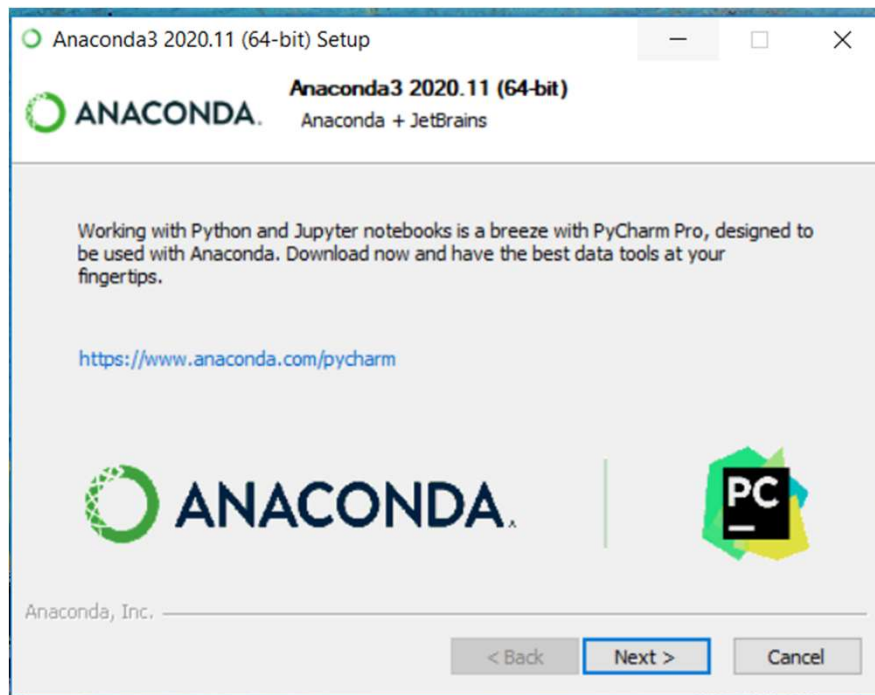 Anaconda3 2020.11 (64-bit) Setup
ANACONDA.
Anaconda3 2020.11 (64-bit)
Anaconda + JetBrains
Working with Python and Jupyter notebooks is a breeze with PyCharm Pro, designed to
be used with Anaconda. Download now and have the best data tools at your
fingertips.
https://www.anaconda.com/pycharm
ANACONDA.
PC
Anaconda, Inc.
< Back
Next >
Cancel